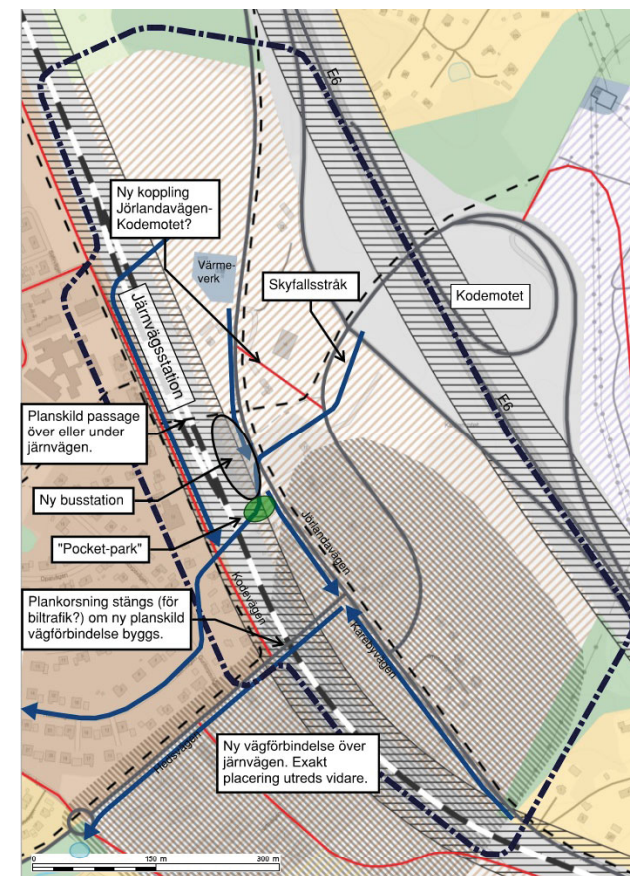 E6
Ny koppling
Jörlandavägen-
Kodemotet?
Värme-
verk
Skyfallsstråk
Kodemotet
Järnvägsstation
E6
Planskild passage
över eller under
järnvägen.
Ny busstation
"Pocket-park"
Jörlandavägen
Kodevägen
Plankorsning stängs (för
biltrafik?) om ny planskild
vägförbindelse byggs.
Karebyvägen
Ny vägförbindelse över
järnvägen. Exakt
placering utreds vidare.
Hedsvägen
0 150 m 300 m